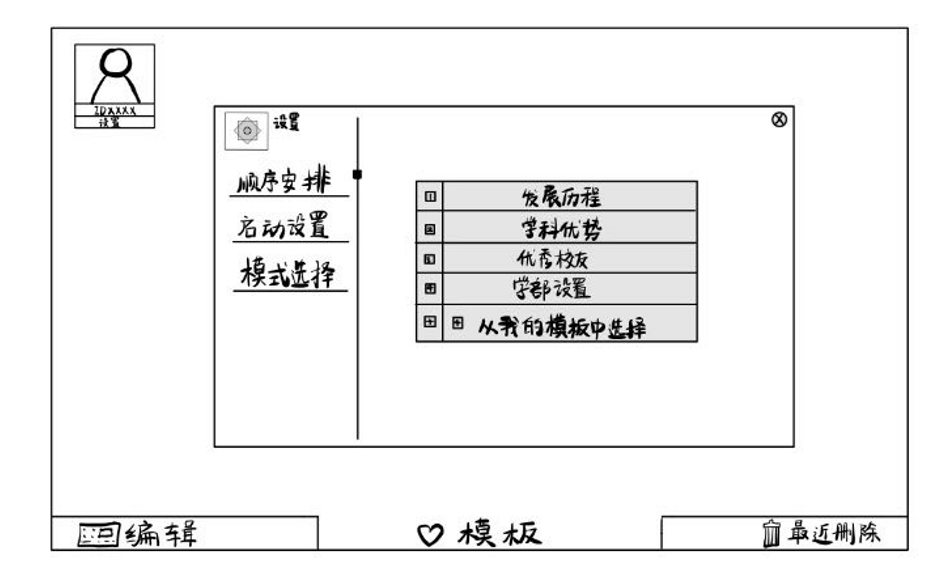 IDXXXX
设置
设置
顺序安排
启动设置
模式选择
发展历程
学科优势
优秀校友
学部设置
从我的模板中选择
编辑
模板
最近删除